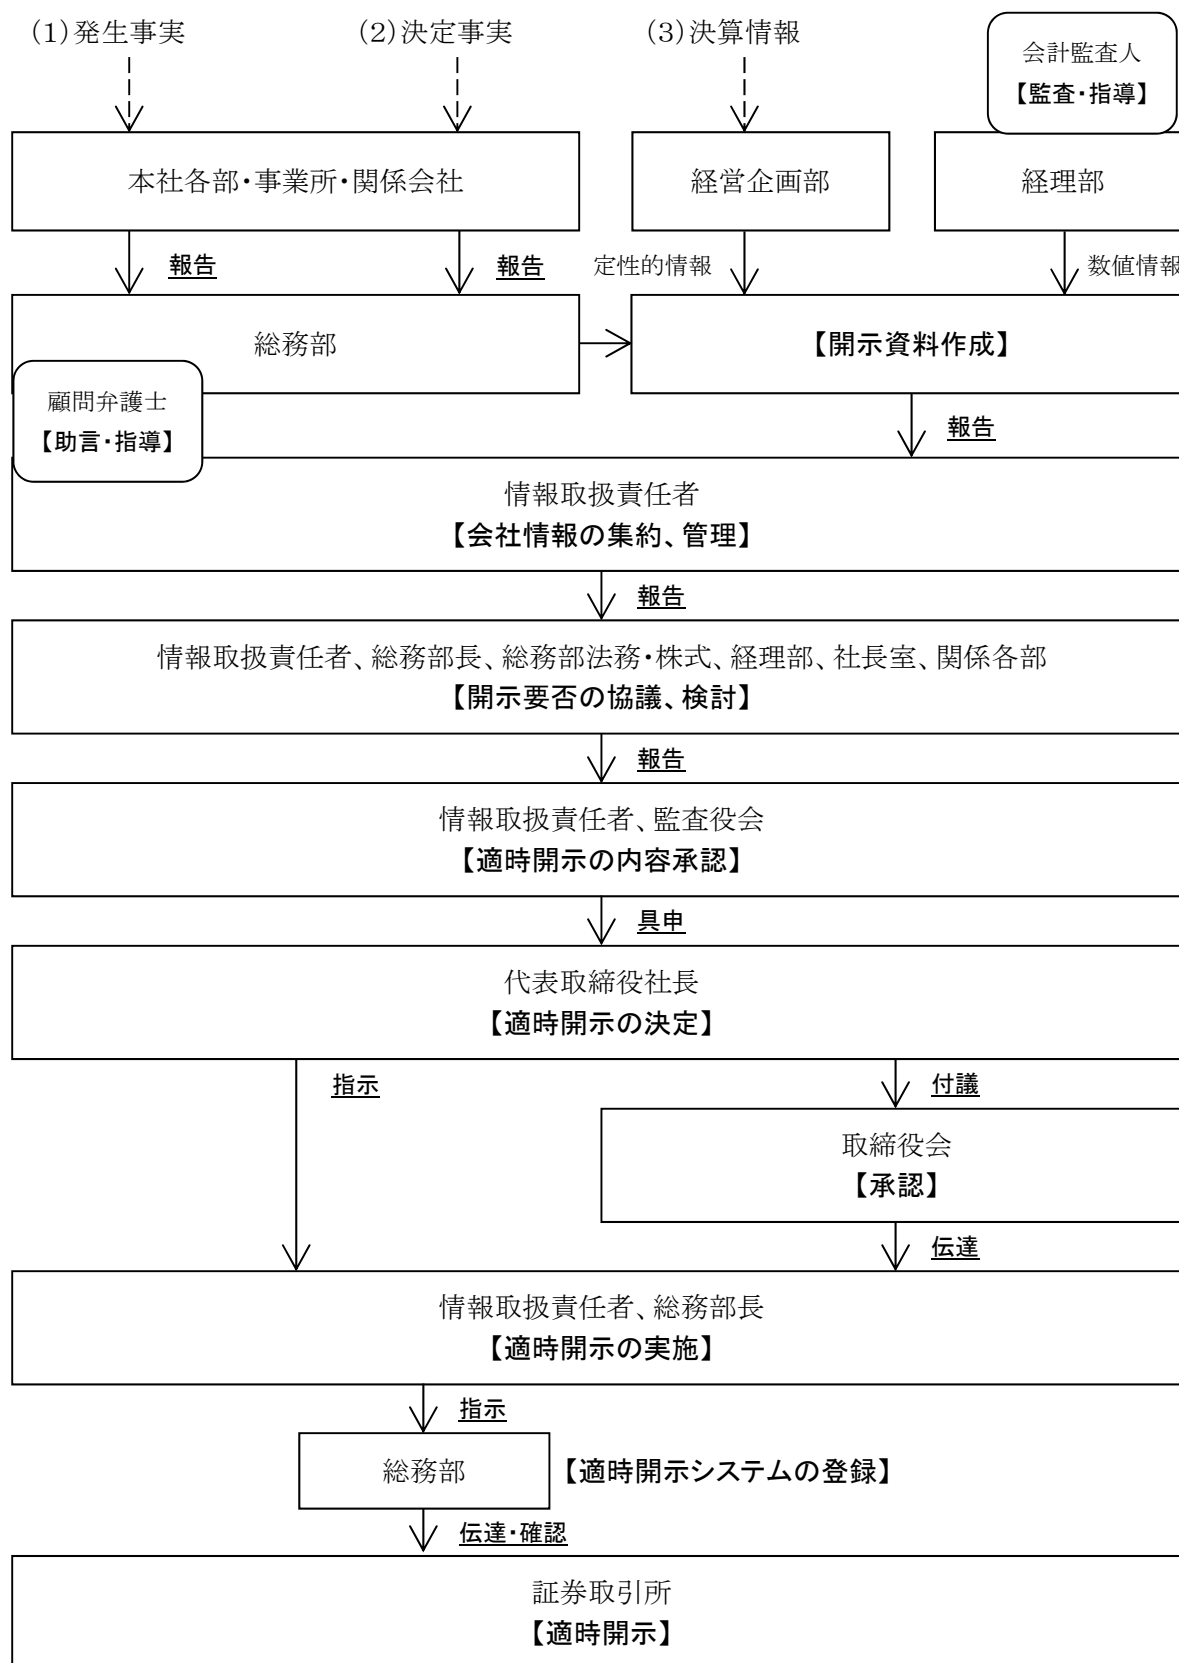 (1)発生事実
(2)決定事実
(3)決算情報
会計監査人
【監査・指導】
本社各部・事業所・関係会社
経営企画部
経理部
報告
報告
定性的情報
数値情報
総務部
【開示資料作成】
顧問弁護士
【助言・指導】
報告
情報取扱責任者
【会社情報の集約、管理】
報告
情報取扱責任者、総務部長、総務部法務・株式、経理部、社長室、関係各部
【開示要否の協議、検討】
報告
情報取扱責任者、監査役会
【適時開示の内容承認】
具申
代表取締役社長
【適時開示の決定】
指示
付議
取締役会
【承認】
伝達
情報取扱責任者、総務部長
【適時開示の実施】
指示
総務部
【適時開示システムの登録】
伝達・確認
証券取引所
【適時開示】